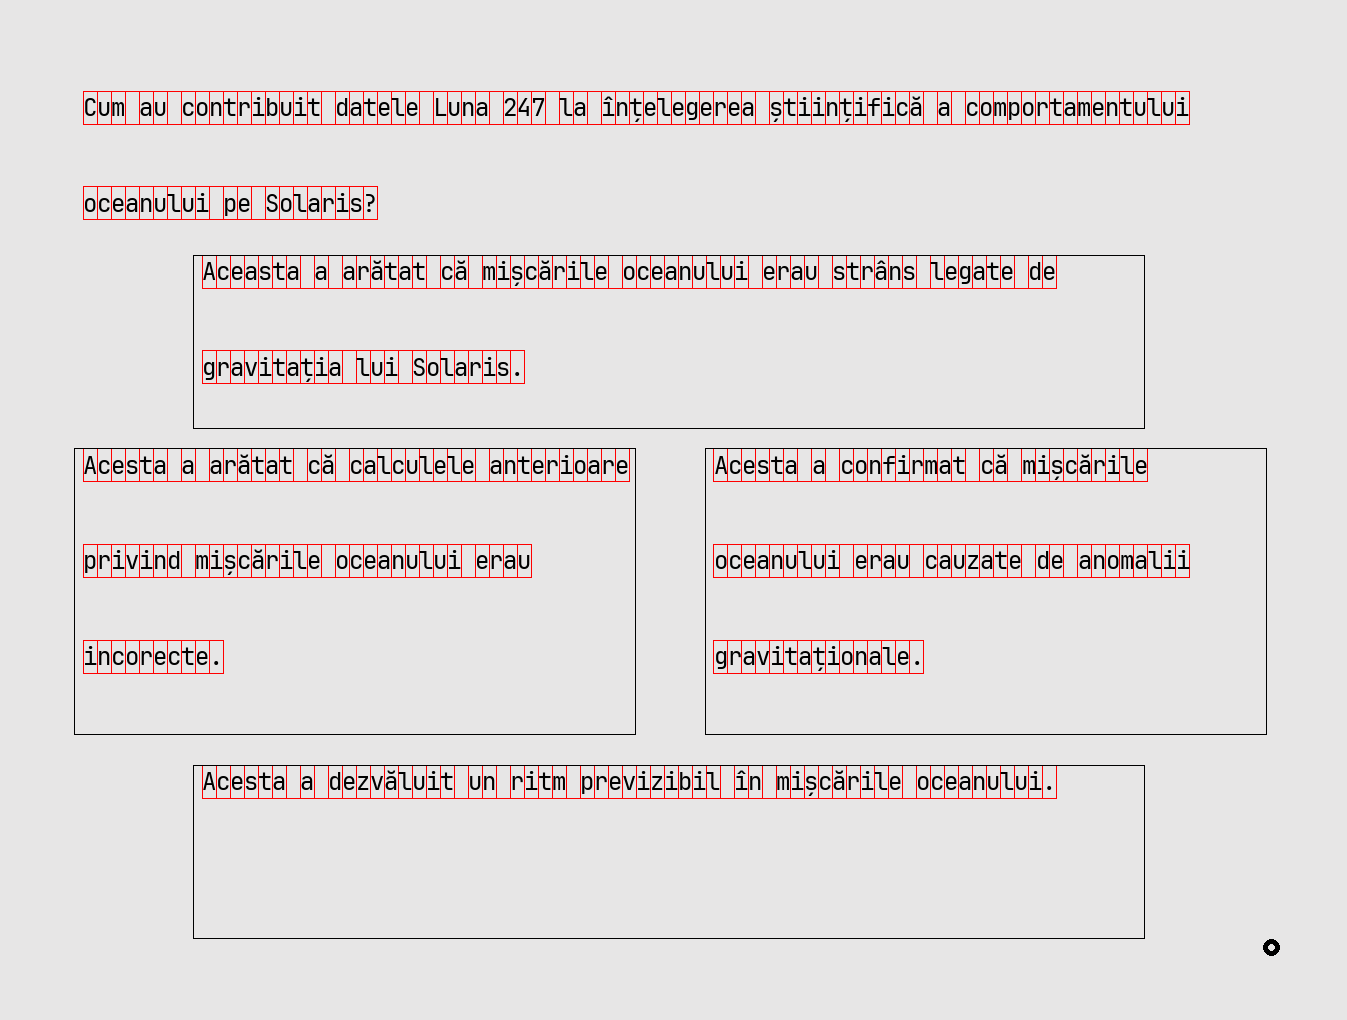 Cum au contribuit datele Luna 247 la înțelegerea științifică a comportamentului
oceanului pe Solaris?
Aceasta a arătat că mișcările oceanului erau strâns legate de
gravitația lui Solaris.
Acesta a arătat că calculele anterioare
privind mișcările oceanului erau
incorecte.
Acesta a confirmat că mișcările
oceanului erau cauzate de anomalii
gravitaționale.
Acesta a dezvăluit un ritm previzibil în mișcările oceanului.